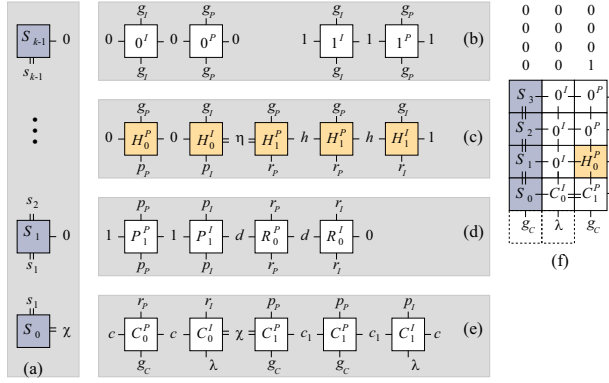 g_I g_P g_I g_P
0 0^I 0 0^P 0 1 1^I 1 1^P 1 (b)
g_I g_P g_I g_P
S_{k-1} 0
s_{k-1}
g_P g_I g_P g_P g_I
0 H_0^P 0 H_0^I = η = H_1^P h H_1^P h H_1^I 1 (c)
p_P p_I r_P r_P r_I
s_2
S_1 0
s_1
p_P p_I r_P r_I
1 P_1^P 1 P_1^I d R_0^P d R_0^I 0 (d)
p_P p_I r_P r_I
s_1
S_0 = χ
(a)
r_P r_I p_P p_P p_I
c C_0^P c C_0^I = χ = C_1^P c_1 C_1^P c_1 C_1^I c (e)
g_C λ g_C g_C λ
0 0 0
0 0 0
0 0 0
0 0 1
S_3 0^I 0^P
S_2 0^I 0^P
S_1 0^I H_0^P
S_0 C_0^I C_1^P
g_C λ g_C
(f)